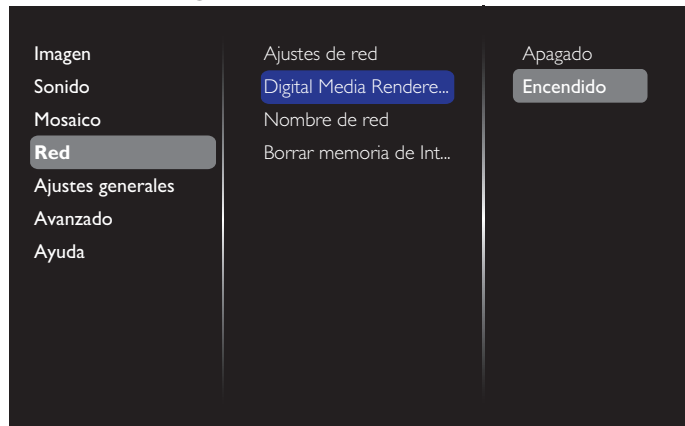 Imagen
Sonido
Mosaico
Red
Ajustes generales
Avanzado
Ayuda
Ajustes de red
Digital Media Rendere...
Nombre de red
Borrar memoria de Int...
Apagado
Encendido